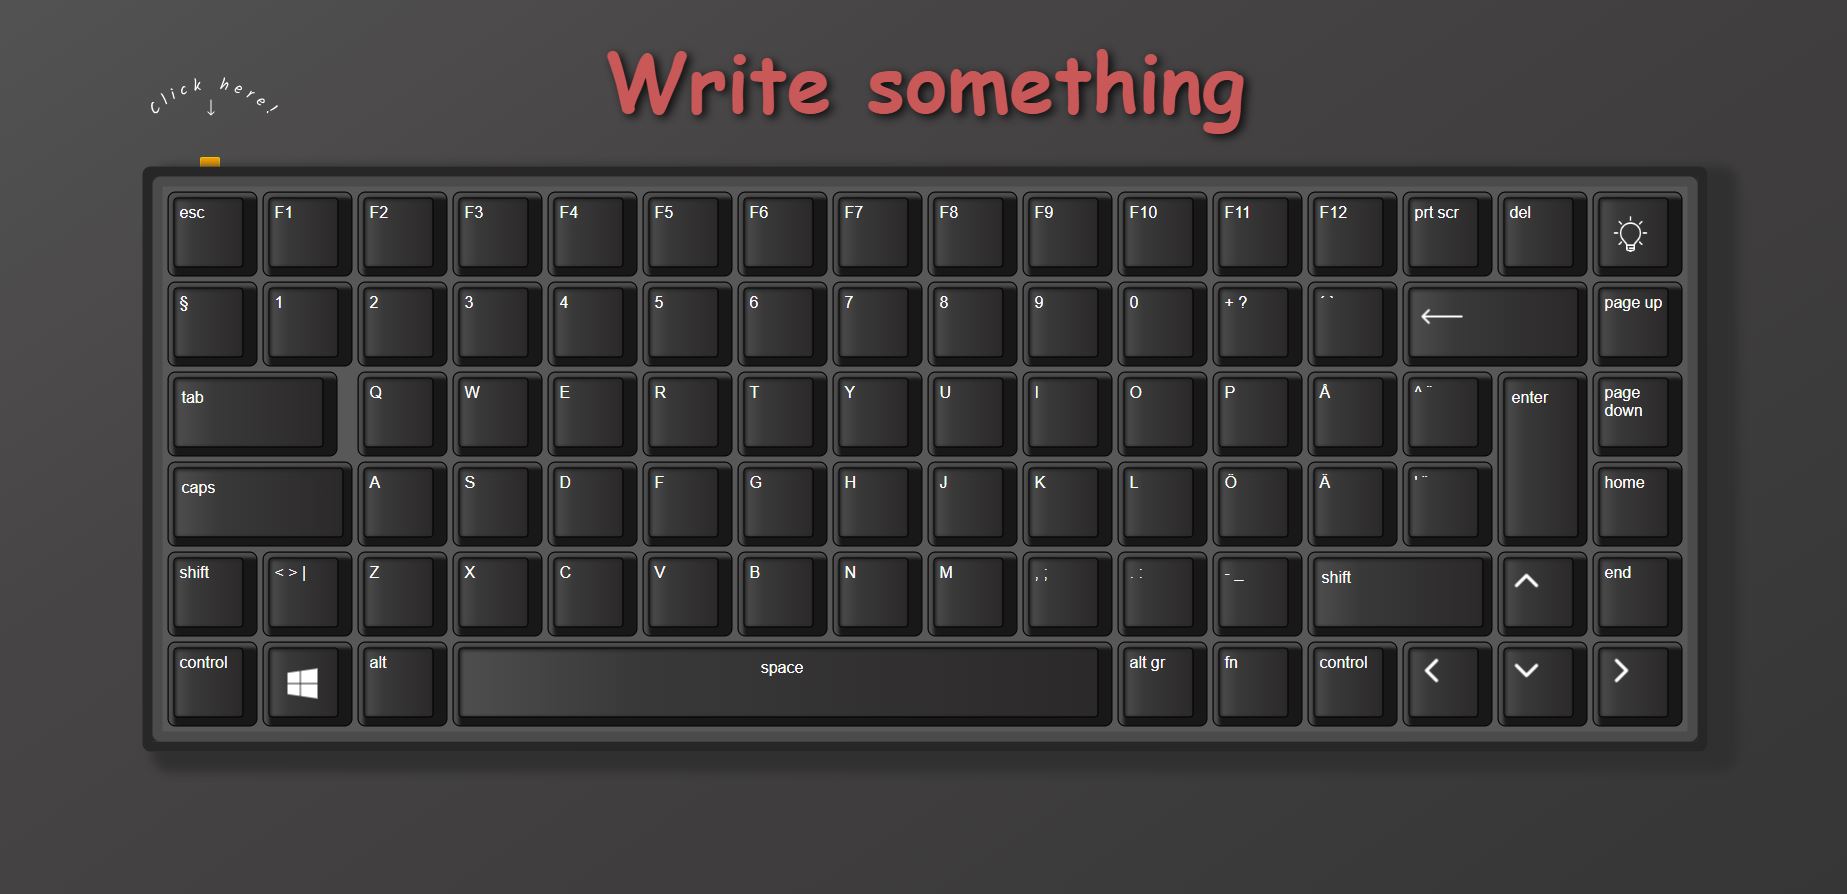 Write something
Click here!
esc F1 F2 F3 F4 F5 F6 F7 F8 F9 F10 F11 F12 prt scr del
§ 1 2 3 4 5 6 7 8 9 0 + ? ´ ` page up
tab Q W E R T Y U I O P Å ^ ¨ enter page down
caps A S D F G H J K L Ö Ä ' ¨ home
shift < > | Z X C V B N M , ; . : - _ shift end
control alt space alt gr fn control